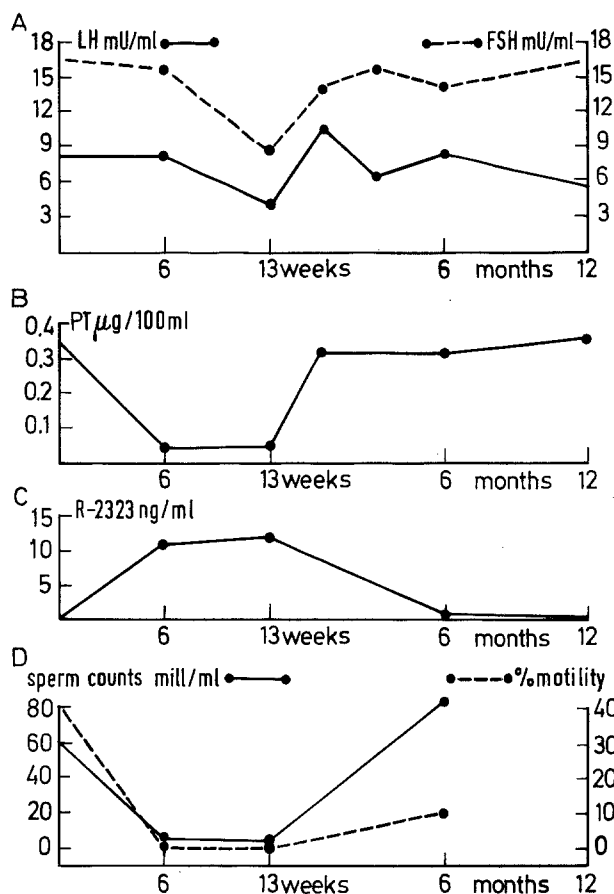 A
LH mU/ml FSH mU/ml
18 18
15 15
12 12
9 9
6 6
3 3
6 13 weeks 6 months 12
B
PT µg/100ml
0.4
0.3
0.2
0.1
6 13 weeks 6 months 12
C
R-2323 ng/ml
15
10
5
6 13 weeks 6 months 12
D
sperm counts mill/ml % motility
80 40
60 30
20 20
20 10
0 0
6 13 weeks 6 months 12